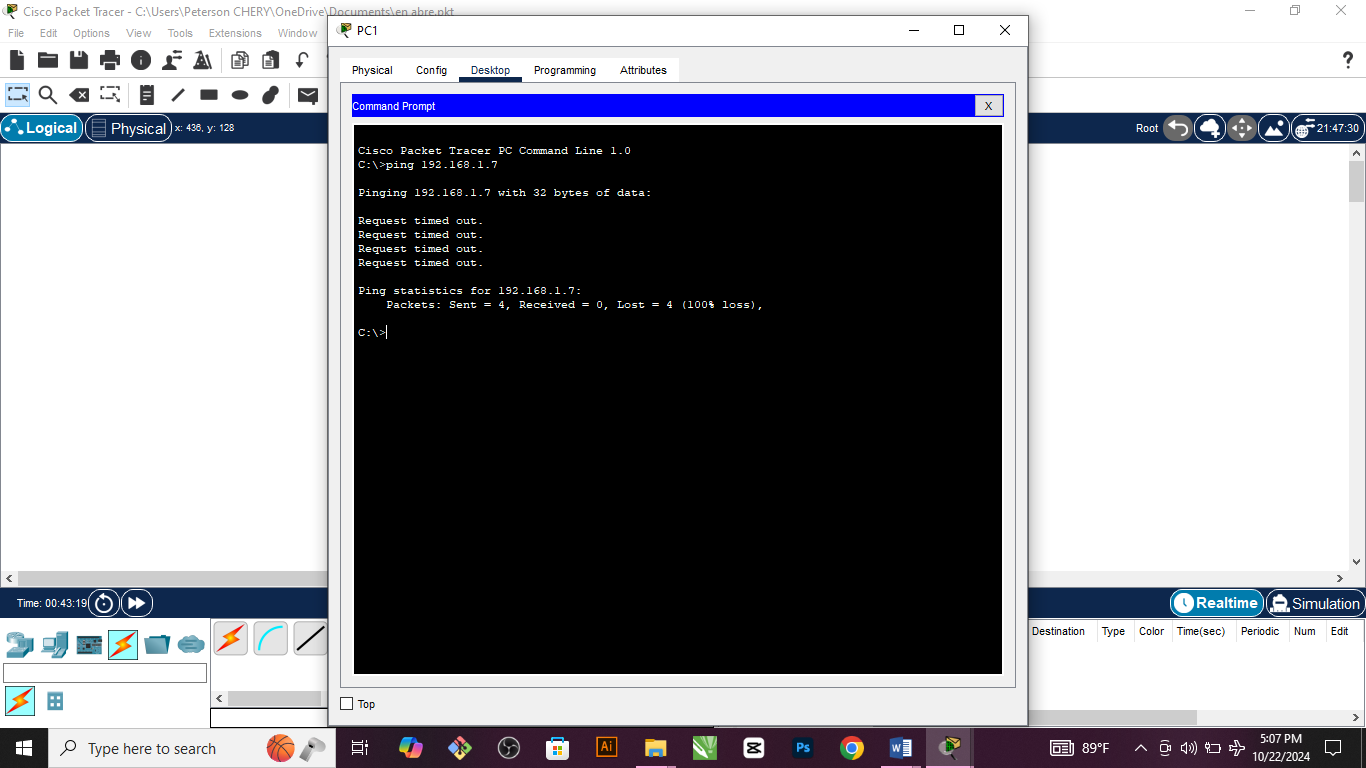 Cisco Packet Tracer - C:\Users\Peterson CHERY\OneDrive\Documents\en abre.pkt
File Edit Options View Tools Extensions Window
PC1
Physical Config Desktop Programming Attributes
Command Prompt X
Logical Physical x: 436, y: 128
Root 21:47:30
Cisco Packet Tracer PC Command Line 1.0
C:\>ping 192.168.1.7
Pinging 192.168.1.7 with 32 bytes of data:
Request timed out.
Request timed out.
Request timed out.
Request timed out.
Ping statistics for 192.168.1.7:
Packets: Sent = 4, Received = 0, Lost = 4 (100% loss),
C:\>
Time: 00:43:19
Realtime Simulation
Destination Type Color Time(sec) Periodic Num Edit
Top
Type here to search
Ai
Ps
89°F
5:07 PM
10/22/2024